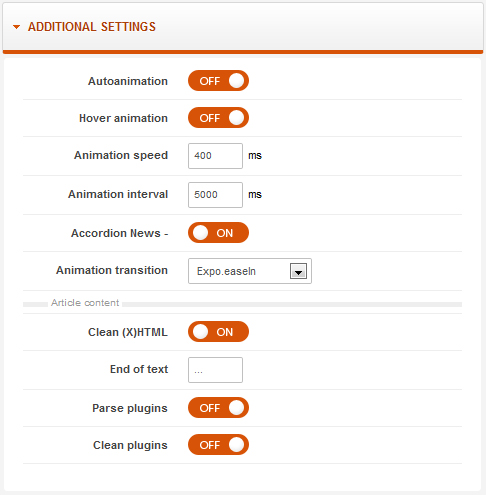 ADDITIONAL SETTINGS
Autoanimation OFF
Hover animation OFF
Animation speed 400 ms
Animation interval 5000 ms
Accordion News - ON
Animation transition Expo.easeIn
Article content
Clean (X)HTML ON
End of text ...
Parse plugins OFF
Clean plugins OFF